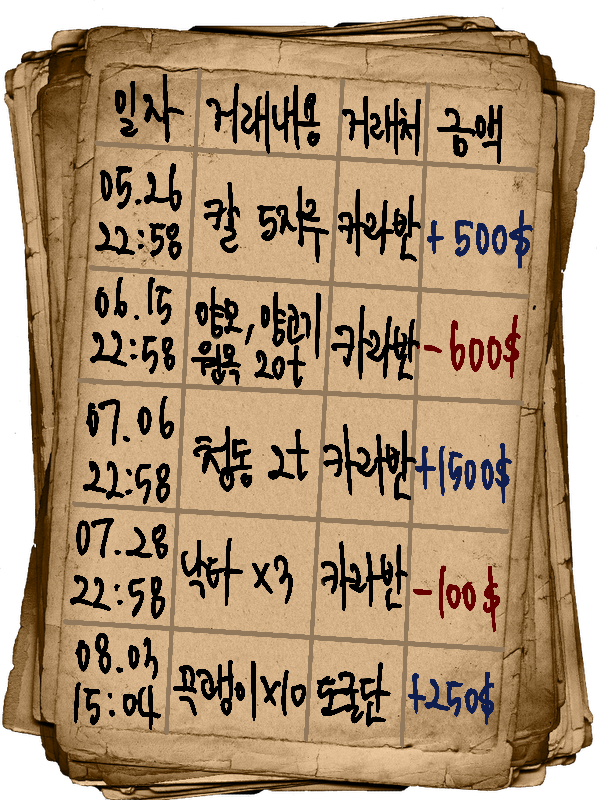 일자 거래내용 거래처 금액
05.26
22:58 칼 5자루 카라반 +500$
06.15
22:58 양모, 양고기
원목 20t 카라반 -600$
07.06
22:58 청동 2t 카라반 +1500$
07.28
22:58 낙타 x3 카라반 -100$
08.03
15:04 곡괭이x10 도굴단 +250$